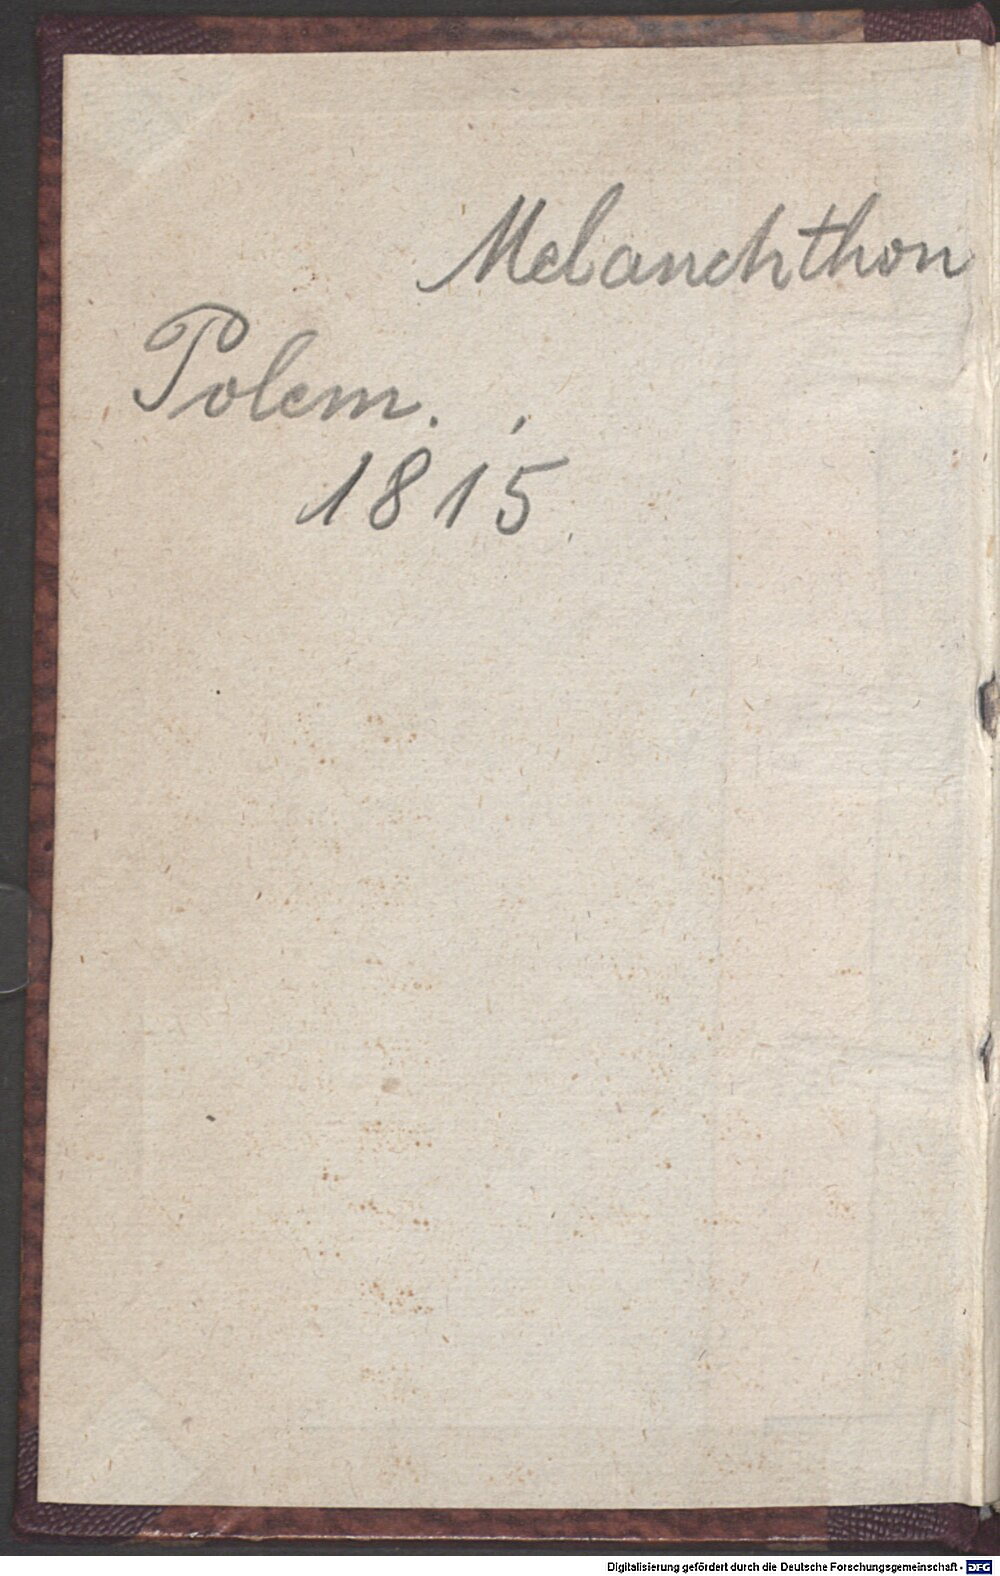 Melanchthon
Polem.
1815
Digitalisierung gefördert durch die Deutsche Forschungsgemeinschaft - DFG